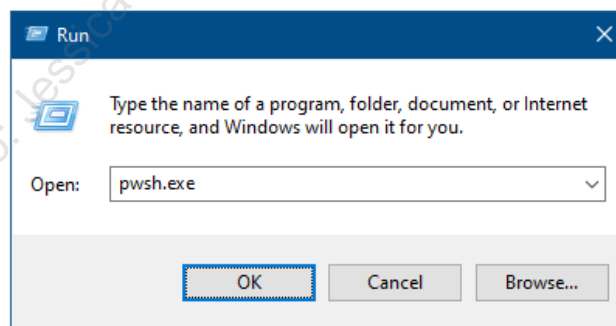 Run
Type the name of a program, folder, document, or Internet
resource, and Windows will open it for you.
Open: pwsh.exe
OK Cancel Browse...